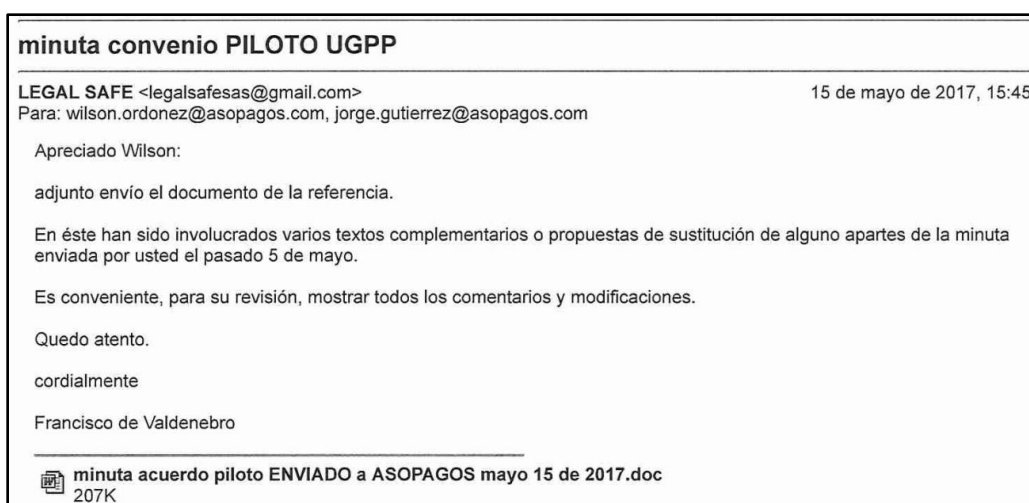 minuta convenio PILOTO UGPP
LEGAL SAFE <legalsafesas@gmail.com> 15 de mayo de 2017, 15:45
Para: wilson.ordonez@asopagos.com, jorge.gutierrez@asopagos.com
Apreciado Wilson:
adjunto envío el documento de la referencia.
En éste han sido involucrados varios textos complementarios o propuestas de sustitución de alguno apartes de la minuta
enviada por usted el pasado 5 de mayo.
Es conveniente, para su revisión, mostrar todos los comentarios y modificaciones.
Quedo atento.
cordialmente
Francisco de Valdenebro
minuta acuerdo piloto ENVIADO a ASOPAGOS mayo 15 de 2017.doc
207K